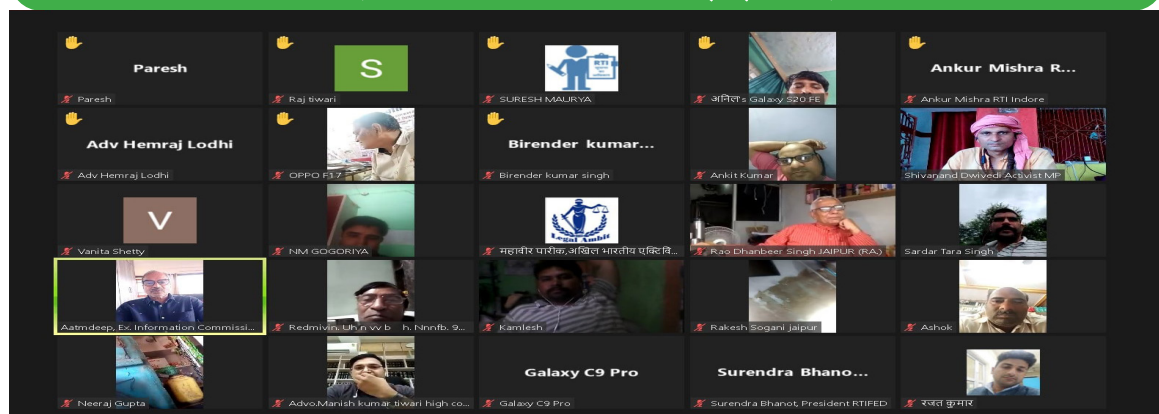 Paresh
Paresh
S
Raj tiwari
RTI
SURESH MAURYA
अनिल's Galaxy S20 FE
Ankur Mishra R...
Ankur Mishra RTI Indore
Adv Hemraj Lodhi
Adv Hemraj Lodhi
OPPO F17
Birender kumar...
Birender kumar singh
Ankit Kumar
Shivanand Dwivedi Activist MP
V
Vanita Shetty
NM GOGORIYA
Legal Ambit
महावीर पारीक,अखिल भारतीय एक्टिवि...
Rao Dhanbeer Singh JAIPUR (RA.)
Sardar Tara Singh
Aatmdeep, Ex. Information Commissi...
Redmivin. Uh n vv b h. Nnnfb. 9...
Kamlesh
Rakesh Sogani jaipur
Ashok
Neeraj Gupta
Advo.Manish kumar tiwari high co...
Galaxy C9 Pro
Galaxy C9 Pro
Surendra Bhano...
Surendra Bhanot, President RTIFED
रजत कुमार